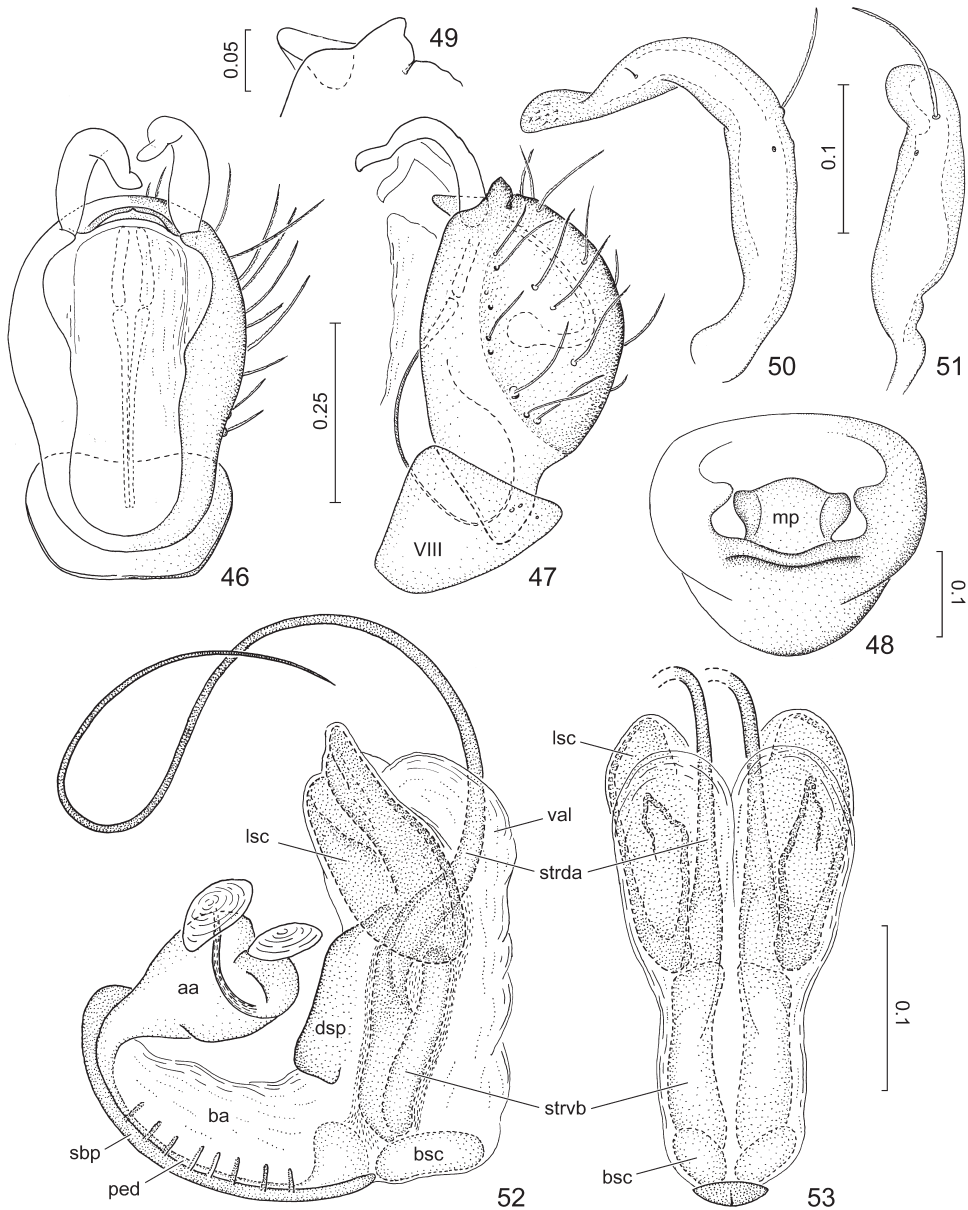 49
0.05
50
0.1
51
46
0.25
VIII
47
mp
0.1
48
lsc
val
strda
lsc
aa
dsp
0.1
ba
strvb
sbp
ped
bsc
bsc
52
53